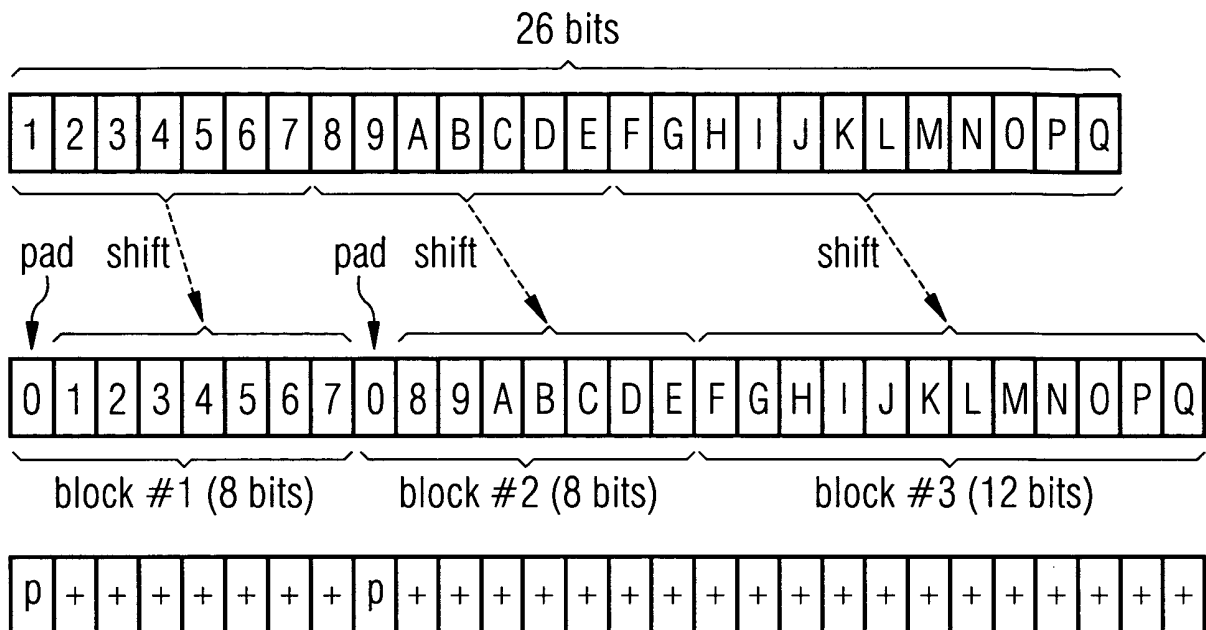 26 bits
1 2 3 4 5 6 7 8 9 A B C D E F G H I J K L M N O P Q
pad shift pad shift shift
0 1 2 3 4 5 6 7 0 8 9 A B C D E F G H I J K L M N O P Q
block #1 (8 bits) block #2 (8 bits) block #3 (12 bits)
p + + + + + + + p + + + + + + + + + + + + + + + + + + +